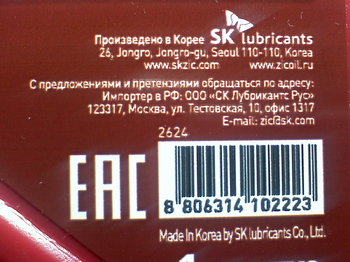 Произведено в Корее SK lubricants
26, Jongro, Jongro-gu, Seoul 110-110, Korea
www.skzic.com www.zicoil.ru
С предложениями и претензиями обращаться по адресу:
Импортер в РФ: ООО «СК Лубрикантс Рус»
123317, Москва, ул. Тестовская, 10, офис 1317
E-mail: zic@sk.com
2624
EAC
8 806314 102223
Made In Korea by SK lubricants Co., Ltd.